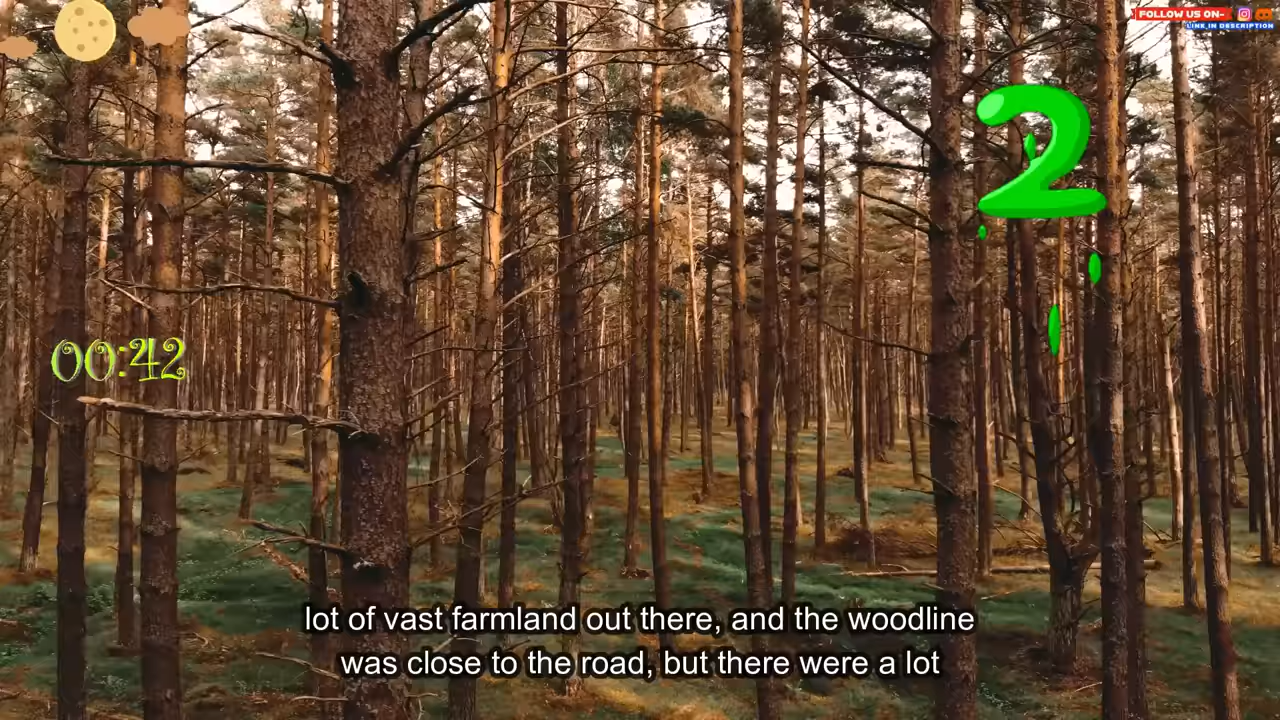 FOLLOW US ON-
LINK IN DESCRIPTION
2
00:42
lot of vast farmland out there, and the woodline
was close to the road, but there were a lot